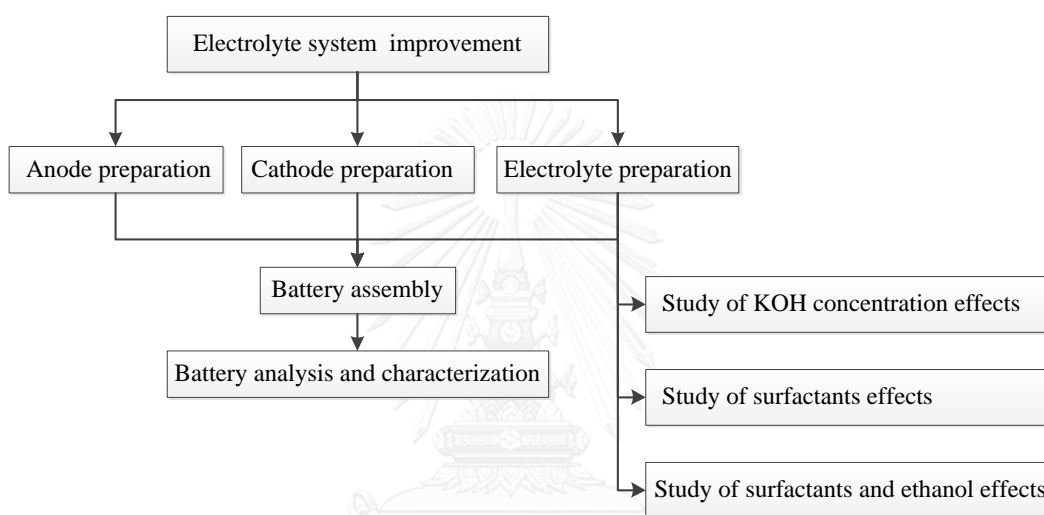 Electrolyte system improvement
Anode preparation
Cathode preparation
Electrolyte preparation
Battery assembly
Study of KOH concentration effects
Battery analysis and characterization
Study of surfactants effects
Study of surfactants and ethanol effects